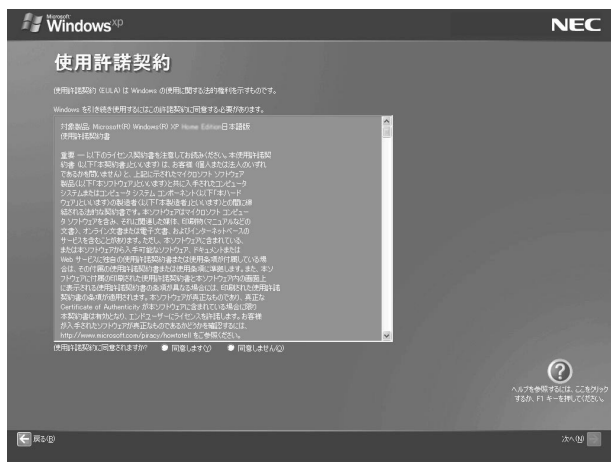 Microsoft
Windows xp
NEC
使用許諾契約
使用許諾契約 (EULA) は Windows の使用に関する法的権利を示すものです。
Windows を引き続き使用するにはこの許諾契約に同意する必要があります。
対象製品: Microsoft(R) Windows(R) XP Home Edition日本語版
使用許諾契約書
重要 — 以下のライセンス契約書を注意してお読みください。本使用許諾契
約書 (以下「本契約書」といいます) は、お客様 (個人または法人のいずれ
であるかを問いません) と、上記に示されたマイクロソフト ソフトウェア
製品(以下「本ソフトウェア」といいます)と共に入手されたコンピュータ
システムまたはコンピュータ システム コンポーネント(以下「本ハード
ウェア」といいます)の製造者(以下「本製造者」といいます)との間に締
結される法的な契約書です。本ソフトウェアはマイクロソフト コンピュー
タ ソフトウェアを含み、それに関連した媒体、印刷物(マニュアルなどの
文書)、オンライン文書または電子文書、およびインターネットベースの
サービスを含むことがあります。ただし、本ソフトウェアに含まれている、
または本ソフトウェアから入手可能なソフトウェア、ドキュメントまたは
Web サービスに独自の使用許諾契約書または使用条項が付属している場
合は、その付属の使用許諾契約書または使用条項に準拠します。また、本ソ
フトウェアに付属の印刷された使用許諾契約書と本ソフトウェア内の画面上
に表示される使用許諾契約書の条項が異なる場合には、印刷された使用許諾
契約書の条項が適用されます。本ソフトウェアが真正なものであり、真正な
Certificate of Authenticity が本ソフトウェアに含まれている場合に限り
本契約書は有効となり、エンドユーザーにライセンスを許諾します。お客様
が入手されたソフトウェアが真正なものであるかどうかを確認するには、
http://www.microsoft.com/piracy/howtotell をご参照ください。
使用許諾契約に同意されますか?
同意します(Y)
同意しません(O)
ヘルプを参照するには、ここをクリック
するか、F1 キーを押してください。
戻る(B)
次へ(N)